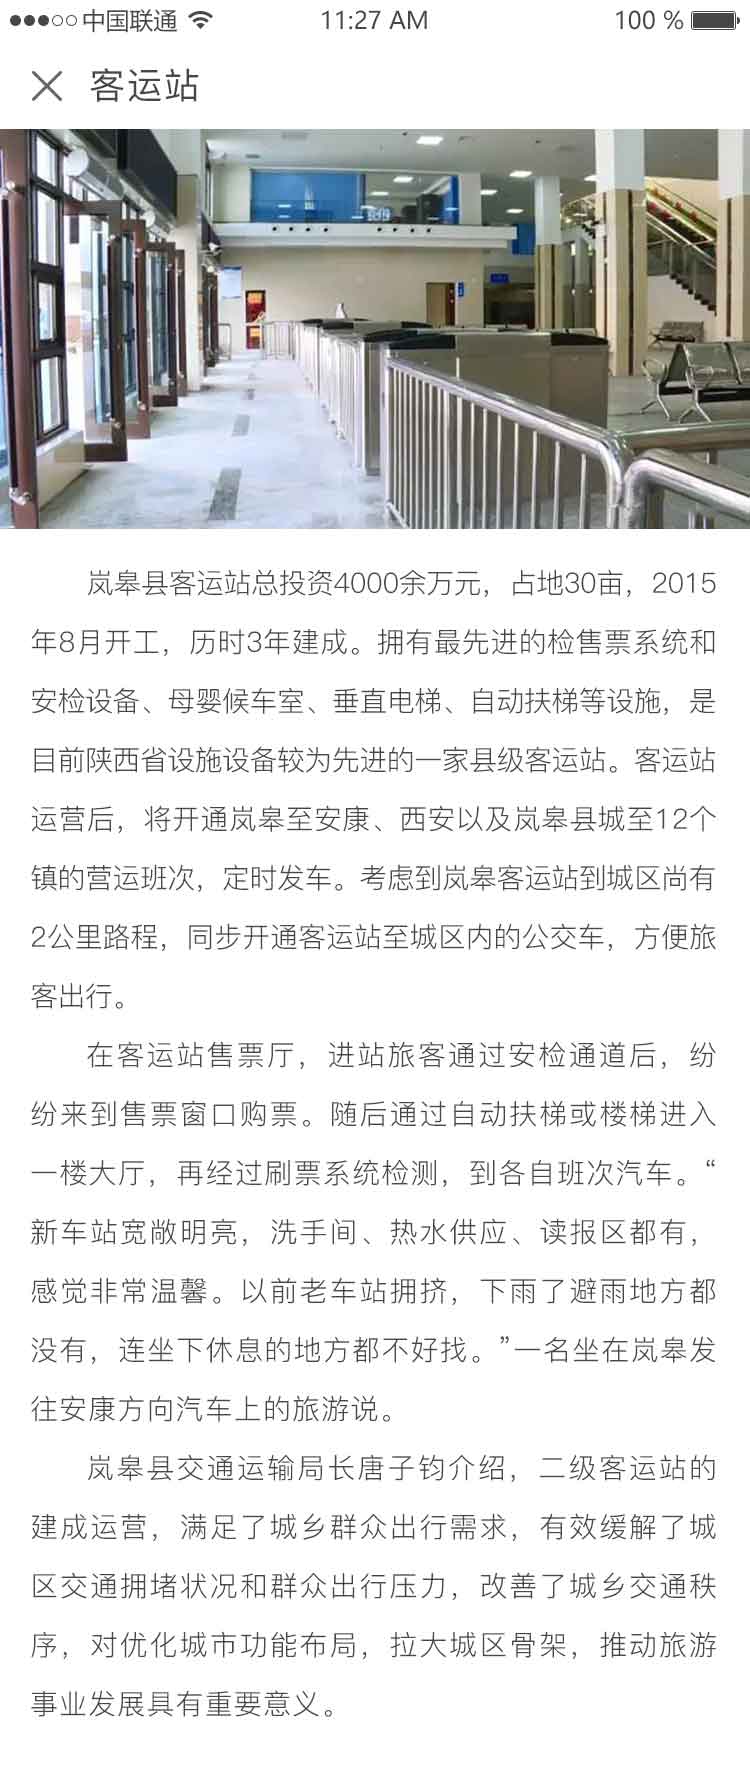 中国联通 11:27 AM 100 %
客运站
岚皋县客运站总投资4000余万元，占地30亩，2015
年8月开工，历时3年建成。拥有最先进的检售票系统和
安检设备、母婴候车室、垂直电梯、自动扶梯等设施，是
目前陕西省设施设备较为先进的一家县级客运站。客运站
运营后，将开通岚皋至安康、西安以及岚皋县城至12个
镇的营运班次，定时发车。考虑到岚皋客运站到城区尚有
2公里路程，同步开通客运站至城区内的公交车，方便旅
客出行。
在客运站售票厅，进站旅客通过安检通道后，纷
纷来到售票窗口购票。随后通过自动扶梯或楼梯进入
一楼大厅，再经过刷票系统检测，到各自班次汽车。“
新车站宽敞明亮，洗手间、热水供应、读报区都有，
感觉非常温馨。以前老车站拥挤，下雨了避雨地方都
没有，连坐下休息的地方都不好找。”一名坐在岚皋发
往安康方向汽车上的旅游说。
岚皋县交通运输局长唐子钧介绍，二级客运站的
建成运营，满足了城乡群众出行需求，有效缓解了城
区交通拥堵状况和群众出行压力，改善了城乡交通秩
序，对优化城市功能布局，拉大城区骨架，推动旅游
事业发展具有重要意义。